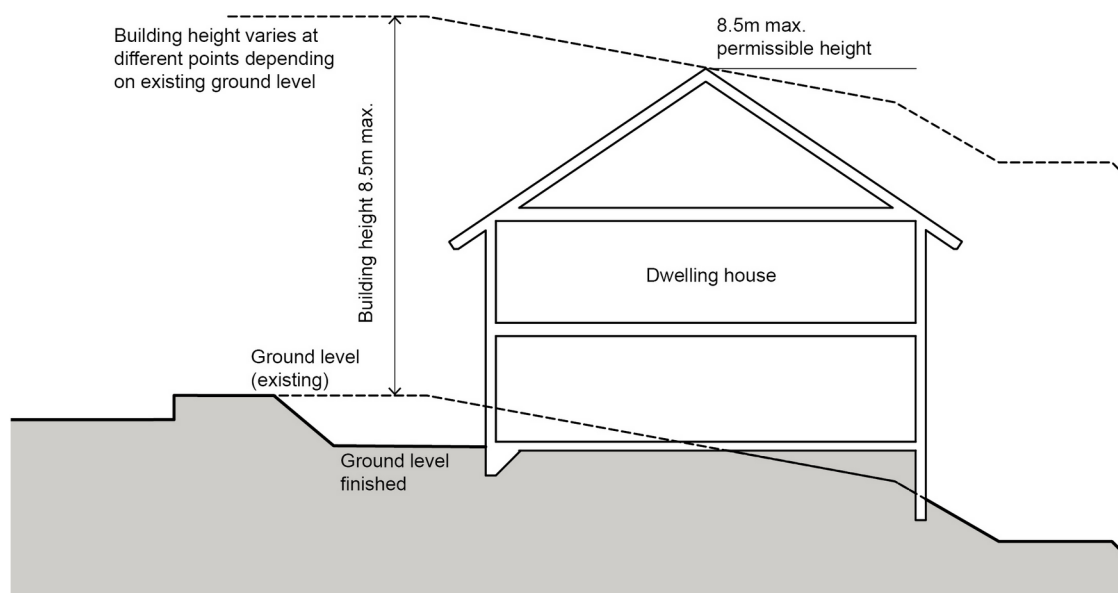 Building height varies at
different points depending
on existing ground level
8.5m max.
permissible height
Building height 8.5m max.
Dwelling house
Ground level
(existing)
Ground level
finished